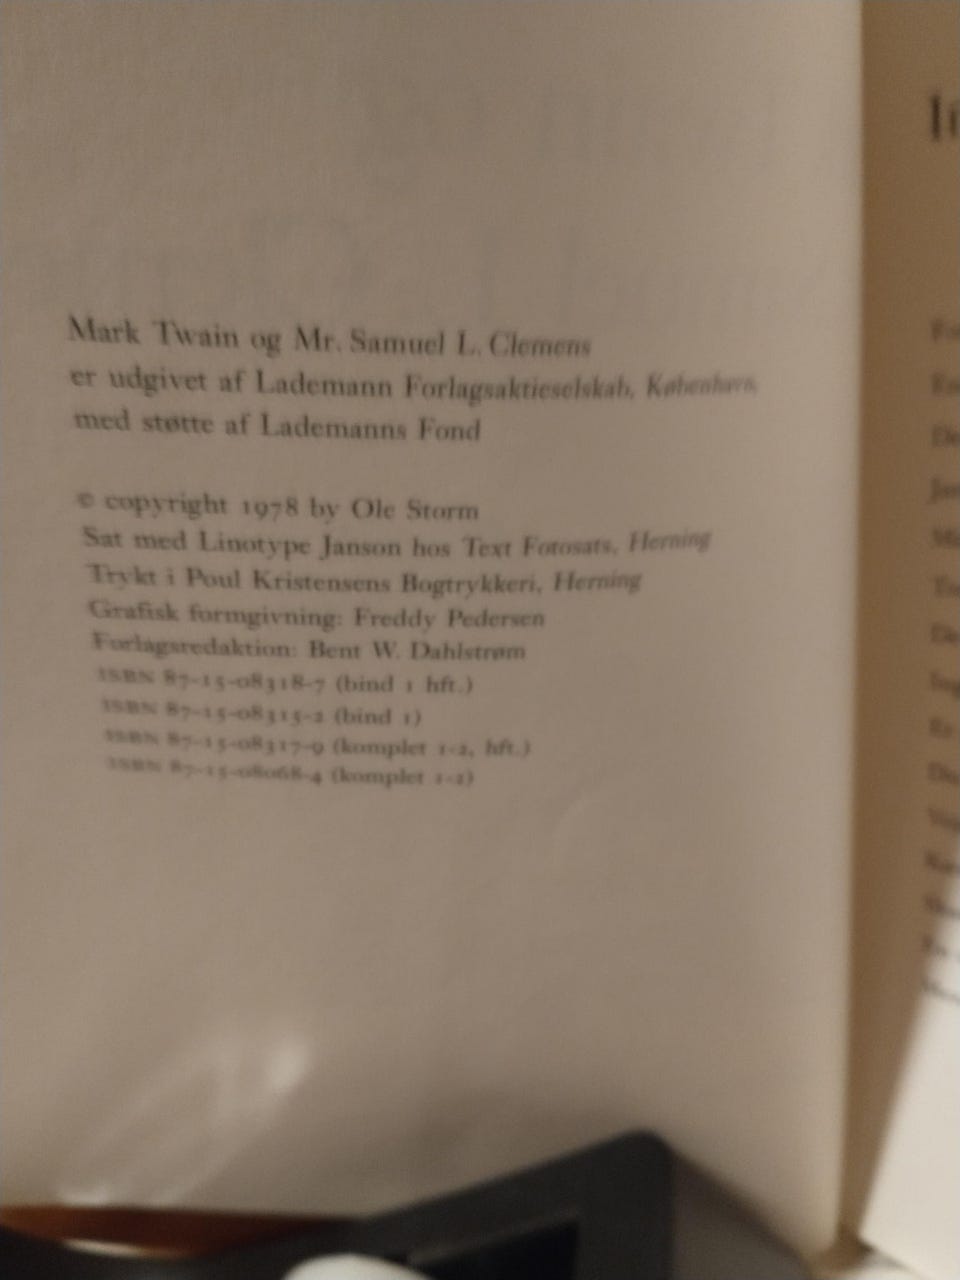 Mark Twain og Mr. Samuel L. Clemens
er udgivet af Lademann Forlagsaktieselskab, København,
med støtte af Lademanns Fond
© copyright 1978 by Ole Storm
Sat med Linotype Janson hos Text Fotosats, Herning
Trykt i Poul Kristensens Bogtrykkeri, Herning
Grafisk formgivning: Freddy Pedersen
Forlagsredaktion: Bent W. Dahlstrøm
ISBN 87-15-08318-7 (bind 1 hft.)
ISBN 87-15-08315-2 (bind 1)
ISBN 87-15-08317-9 (komplet 1-2, hft.)
ISBN 87-15-08068-4 (komplet 1-2)